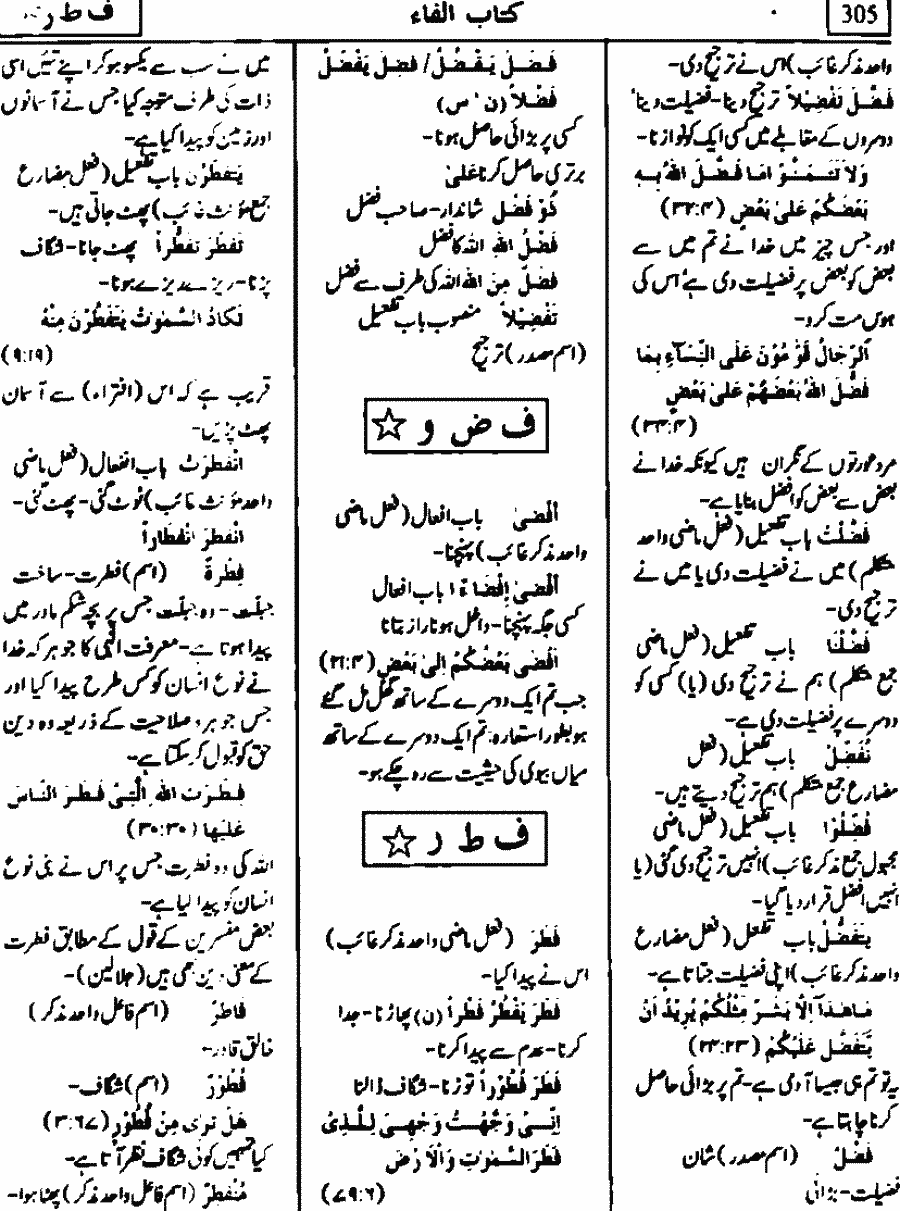 305
کتاب الفاء
ف ط ر
واحد مذکر غائب) اس نے ترجیح دی۔
فَضَّلَ تَفْضِیْلاً ترجیح دینا۔ فضیلت دینا،
دوسروں کے مقابلے میں کسی ایک کو نوازنا۔
وَلَا تَتَمَنَّوْا مَا فَضَّلَ اللّٰهُ بِهٖ
بَعْضَكُمْ عَلٰی بَعْضٍ (۳۲:۴)
اور جس چیز میں خدا نے تم میں سے
بعض کو بعض پر فضیلت دی ہے اُس کی
ہوس مت کرو۔
اَلرِّجَالُ قَوّٰمُوْنَ عَلَی النِّسَآءِ بِمَا
فَضَّلَ اللّٰهُ بَعْضَهُمْ عَلٰی بَعْضٍ
(۳۴:۴)
مرد عورتوں کے نگران ہیں کیونکہ خدا نے
بعض سے بعض کو افضل بنایا ہے۔
فَضَّلْتُ باب تفعیل (فعل ماضی واحد
متکلم) میں نے فضیلت دی یا میں نے
ترجیح دی۔
فَضَّلْنَا باب تفعیل (فعل ماضی
جمع متکلم) ہم نے ترجیح دی (یا) کسی کو
دوسرے پر فضیلت دی ہے۔
نُفَضِّلُ باب تفعیل (فعل
مضارع جمع متکلم) ہم ترجیح دیتے ہیں۔
فُضِّلُوْا باب تفعیل (فعل ماضی
مجہول جمع مذکر غائب) انہیں ترجیح دی گئی (یا
انہیں افضل قرار دیا گیا۔
یَتَفَضَّلُ باب تفعل (فعل مضارع
واحد مذکر غائب) اپنی فضیلت جتاتا ہے۔
مَاهٰذَآ اِلَّا بَشَرٌ مِّثْلُكُمْ یُرِیْدُ اَنْ
یَّتَفَضَّلَ عَلَیْكُمْ (۲۴:۲۳)
یہ تو تم ہی جیسا آدمی ہے۔ تم پر بڑائی حاصل
کرنا چاہتا ہے۔
فَضْلٌ (اسم مصدر) شان
فضیلت۔ بڑائی
فَضَلَ یَفْضُلُ / فَضِلَ یَفْضَلُ
فَضْلاً (ن، س)
کسی پر بڑائی حاصل ہونا۔
برتری حاصل کرنا عَلیٰ
ذُوْ فَضْلٍ شاندار۔ صاحب فضل
فَضْلُ اللّٰهِ اللہ کا فضل
فَضْلٌ مِنَ اللّٰهِ اللہ کی طرف سے فضل
تَفْضِیْلاً منصوب باب تفعیل
(اسم مصدر) ترجیح
ف ض و ☆
اَفْضیٰ باب افعال (فعل ماضی
واحد مذکر غائب) پہنچنا۔
اَفْضیٰ اِفْضَاءً ا باب افعال
کسی جگہ پہنچنا۔ داخل ہونا راز بتانا
اَفْضٰی بَعْضُكُمْ اِلٰی بَعْضٍ (۲۱:۴)
جب تم ایک دوسرے کے ساتھ گھل مل گئے
ہو بطور استعارہ: تم ایک دوسرے کے ساتھ
میاں بیوی کی حیثیت سے رہ چکے ہو۔
ف ط ر ☆
فَطَرَ (فعل ماضی واحد مذکر غائب)
اس نے پیدا کیا۔
فَطَرَ یَفْطُرُ فَطْراً (ن) پھاڑنا۔ جدا
کرنا۔ عدم سے پیدا کرنا۔
فَطَرَ فُطُوْراً توڑنا۔ شگاف ڈالنا
اِنِّیْ وَجَّهْتُ وَجْهِیَ لِلَّذِیْ
فَطَرَ السَّمٰوٰتِ وَالْاَرْضَ
(۷۹:۶)
میں نے سب سے یکسو ہو کر اپنے تئیں اسی
ذات کی طرف متوجہ کیا جس نے آسمانوں
اور زمین کو پیدا کیا ہے۔
یَتَفَطَّرْنَ باب تفعیل (فعل مضارع
جمع مؤنث غائب) پھٹ جاتی ہیں۔
تَفَطَّرَ تَفَطُّراً پھٹ جانا۔ شگاف
پڑنا۔ ریزے ریزے ہونا۔
تَكَادُ السَّمٰوٰتُ یَتَفَطَّرْنَ مِنْهُ
(۹:۱۹)
قریب ہے کہ اس (افتراء) سے آسمان
پھٹ پڑیں۔
اِنْفَطَرَتْ باب انفعال (فعل ماضی
واحد مؤنث غائب) ٹوٹ گئی۔ پھٹ گئی۔
اِنْفَطَرَ اِنْفِطَاراً
فِطْرَةٌ (اسم) فطرت۔ ساخت
جبلّت۔ وہ جبلت جس پر بچہ شکم مادر میں
پیدا ہوتا ہے۔ معرفت الٰہی کا جوہر کہ خدا
نے نوع انسان کو کس طرح پیدا کیا اور
جس جوہر، صلاحیت کے ذریعہ وہ دین
حق کو قبول کر سکتا ہے۔
فِطْرَتَ اللّٰهِ الَّتِیْ فَطَرَ النَّاسَ
عَلَیْهَا (۳۰:۳۰)
اللہ کی وہ فطرت جس پر اس نے بنی نوع
انسان کو پیدا کیا ہے۔
بعض مفسرین کے قول کے مطابق فطرت
کے معنی دین بھی ہیں (جلالین)۔
فَاطِرٌ (اسم فاعل واحد مذکر)
خالق قادر۔
فُطُوْرٌ (اسم) شگاف۔
هَلْ تَرٰی مِنْ فُطُوْرٍ (۳:۶۷)
کیا تمہیں کوئی شگاف نظر آتا ہے۔
مُنْفَطِرٌ (اسم فاعل واحد مذکر) پھٹا ہوا۔